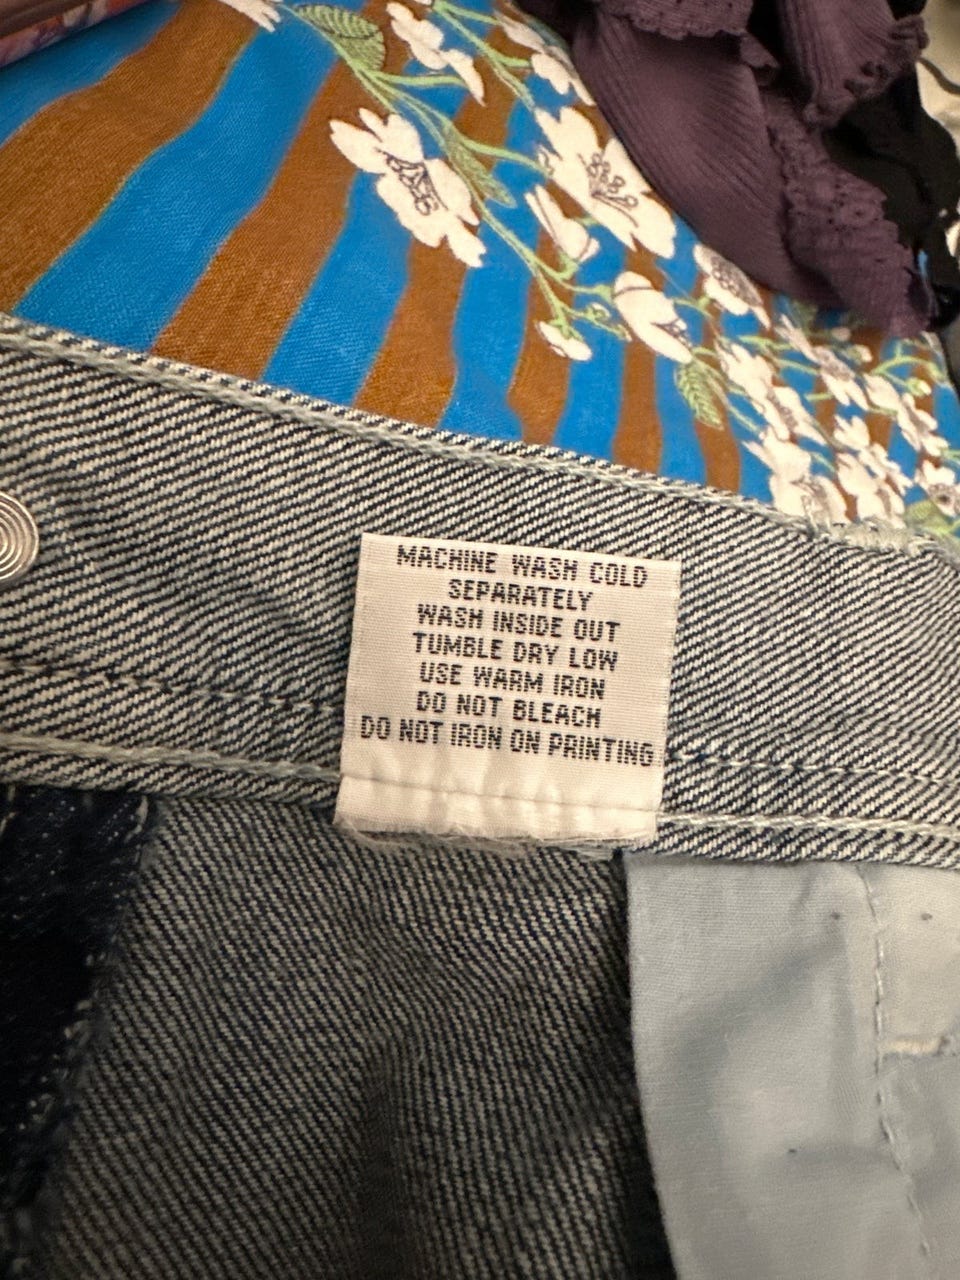 MACHINE WASH COLD
SEPARATELY
WASH INSIDE OUT
TUMBLE DRY LOW
USE WARM IRON
DO NOT BLEACH
DO NOT IRON ON PRINTING